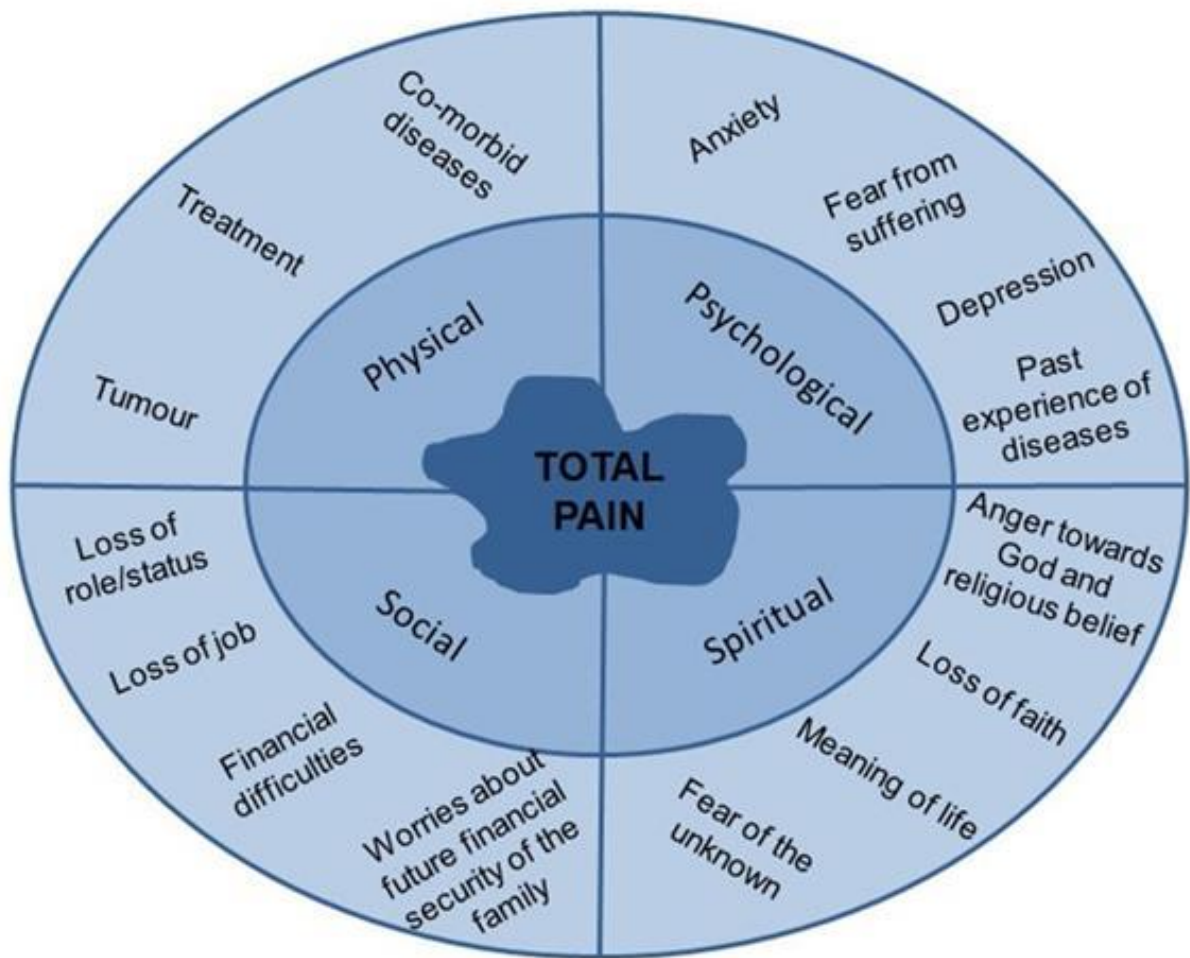 Co-morbid
diseases
Treatment
Tumour
Physical
Anxiety
Fear from
suffering
Depression
Past
experience of
diseases
Psychological
TOTAL
PAIN
Social
Loss of
role/status
Loss of job
Financial
difficulties
Worries about
future financial
security of the
family
Spiritual
Anger towards
God and
religious belief
Loss of faith
Meaning of life
Fear of the
unknown